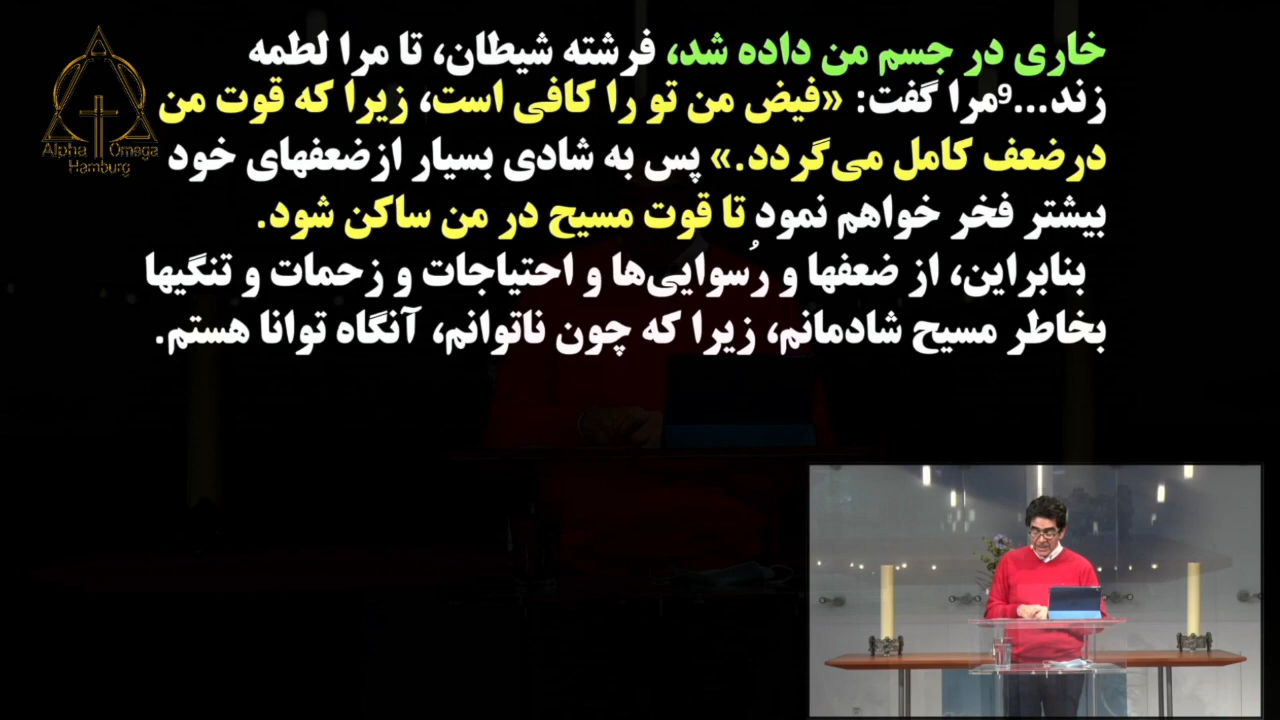 Alpha Omega
Hamburg
خاری در جسم من داده شد، فرشته شیطان، تا مرا لطمه
زند...9مرا گفت: «فیض من تو را کافی است، زیرا که قوت من
درضعف کامل می‌گردد.» پس به شادی بسیار ازضعفهای خود
بیشتر فخر خواهم نمود تا قوت مسیح در من ساکن شود.
بنابراین، از ضعفها و رُسوایی‌ها و احتیاجات و زحمات و تنگیها
بخاطر مسیح شادمانم، زیرا که چون ناتوانم، آنگاه توانا هستم.